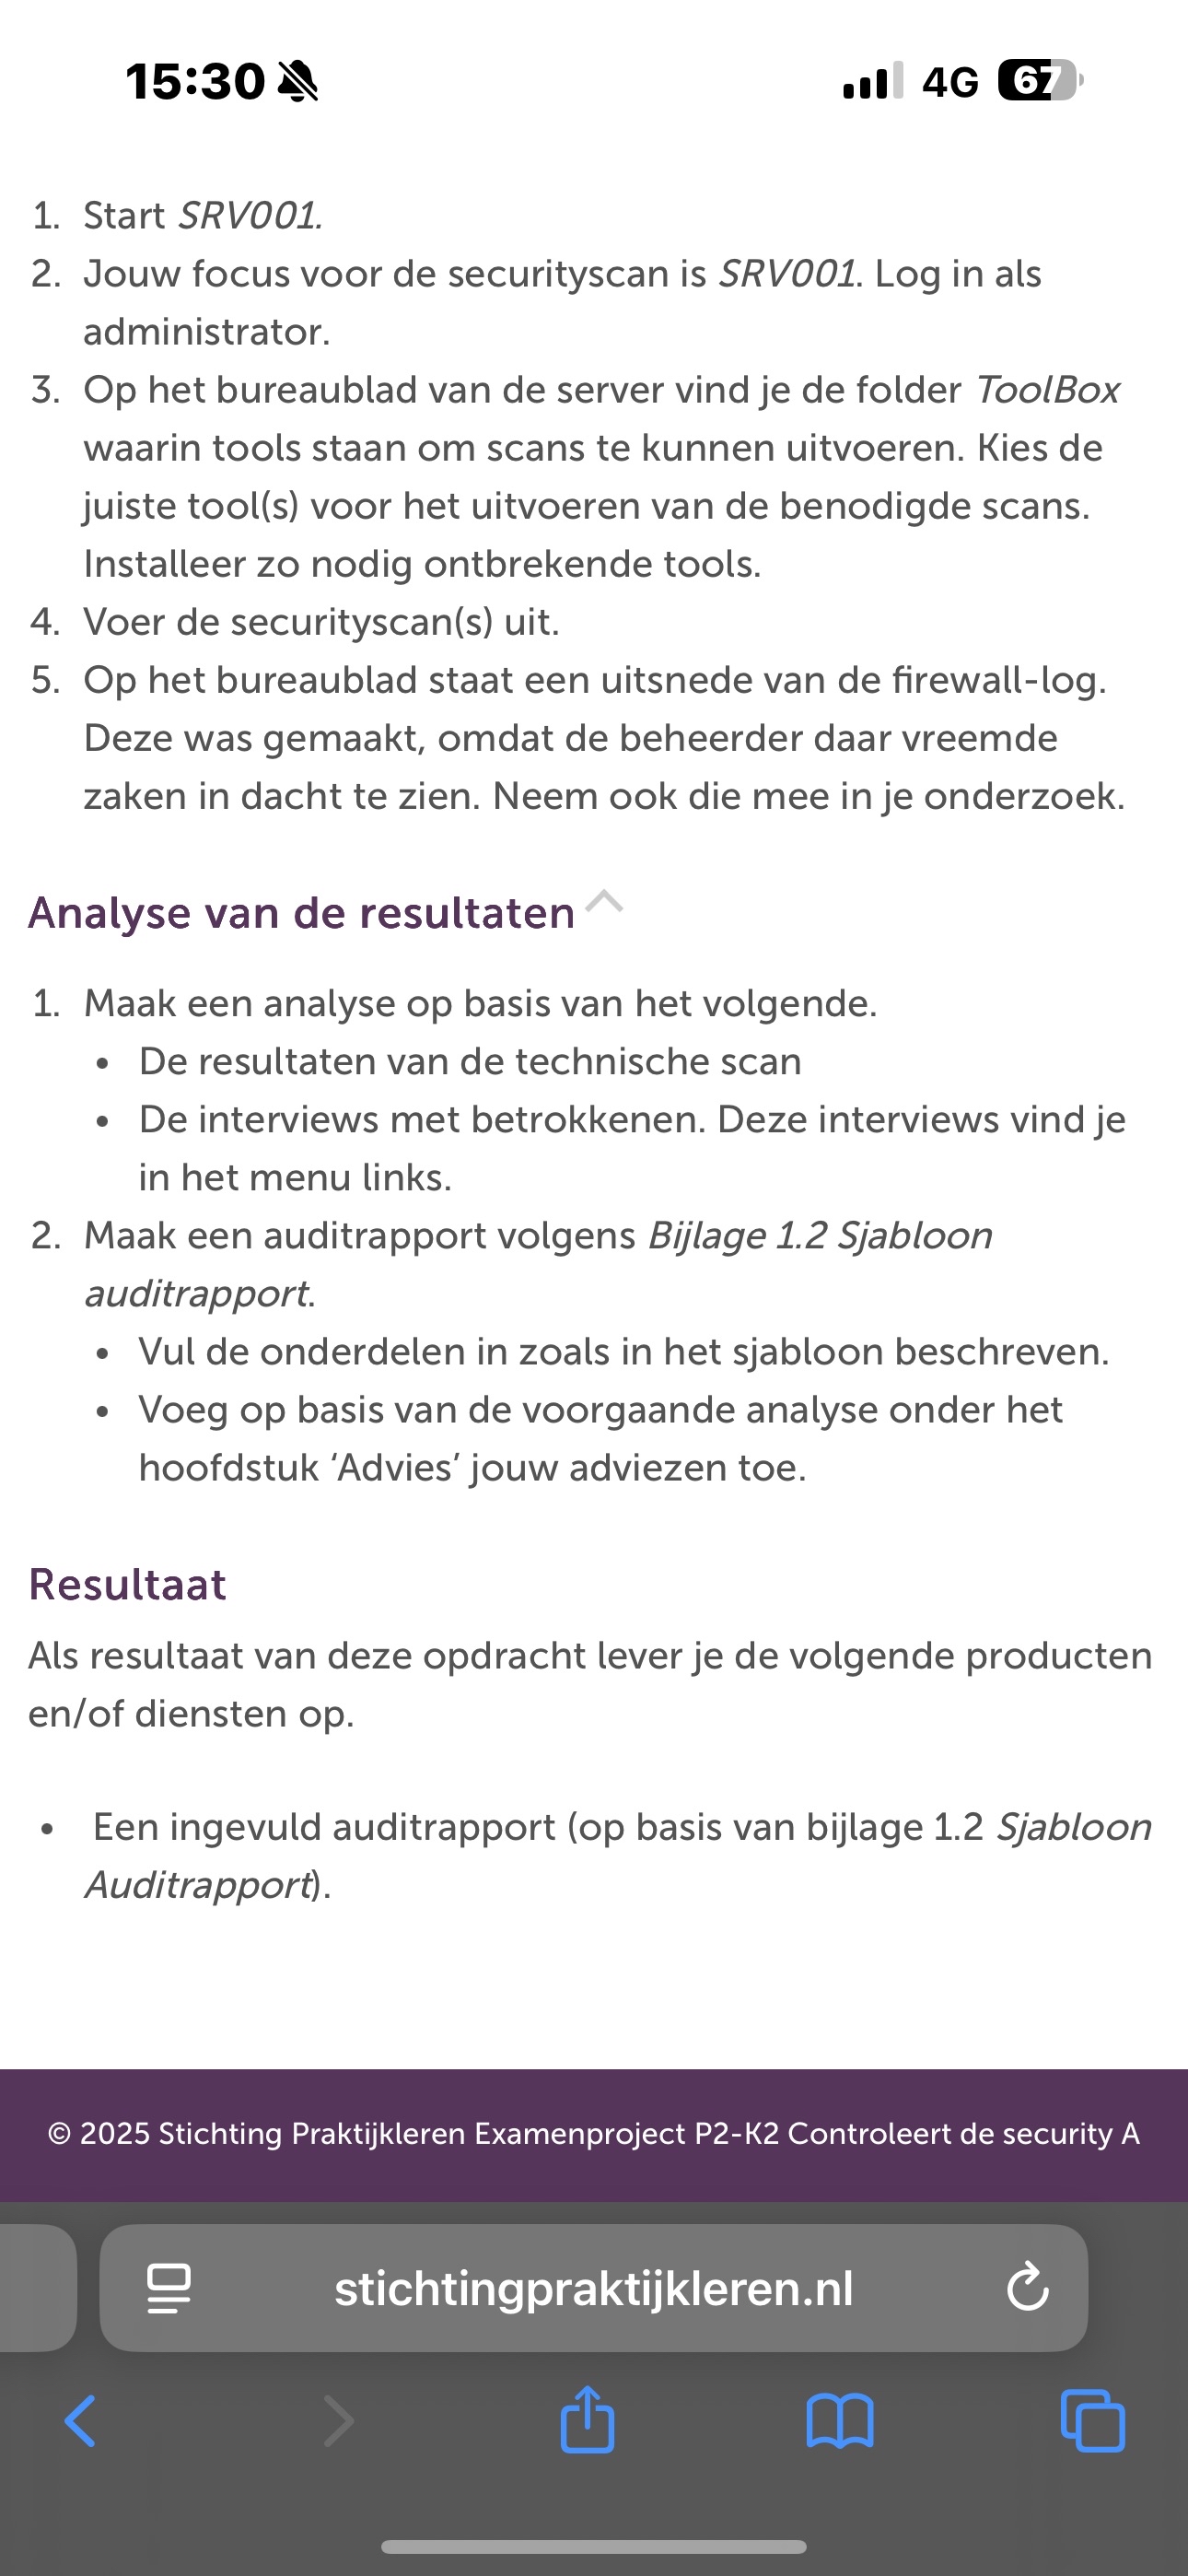 15:30
4G 67
1. Start SRV001.
2. Jouw focus voor de securityscan is SRV001. Log in als
administrator.
3. Op het bureaublad van de server vind je de folder ToolBox
waarin tools staan om scans te kunnen uitvoeren. Kies de
juiste tool(s) voor het uitvoeren van de benodigde scans.
Installeer zo nodig ontbrekende tools.
4. Voer de securityscan(s) uit.
5. Op het bureaublad staat een uitsnede van de firewall-log.
Deze was gemaakt, omdat de beheerder daar vreemde
zaken in dacht te zien. Neem ook die mee in je onderzoek.
Analyse van de resultaten
1. Maak een analyse op basis van het volgende.
• De resultaten van de technische scan
• De interviews met betrokkenen. Deze interviews vind je
in het menu links.
2. Maak een auditrapport volgens Bijlage 1.2 Sjabloon
auditrapport.
• Vul de onderdelen in zoals in het sjabloon beschreven.
• Voeg op basis van de voorgaande analyse onder het
hoofdstuk ‘Advies’ jouw adviezen toe.
Resultaat
Als resultaat van deze opdracht lever je de volgende producten
en/of diensten op.
• Een ingevuld auditrapport (op basis van bijlage 1.2 Sjabloon
Auditrapport).
© 2025 Stichting Praktijkleren Examenproject P2-K2 Controleert de security A
stichtingpraktijkleren.nl